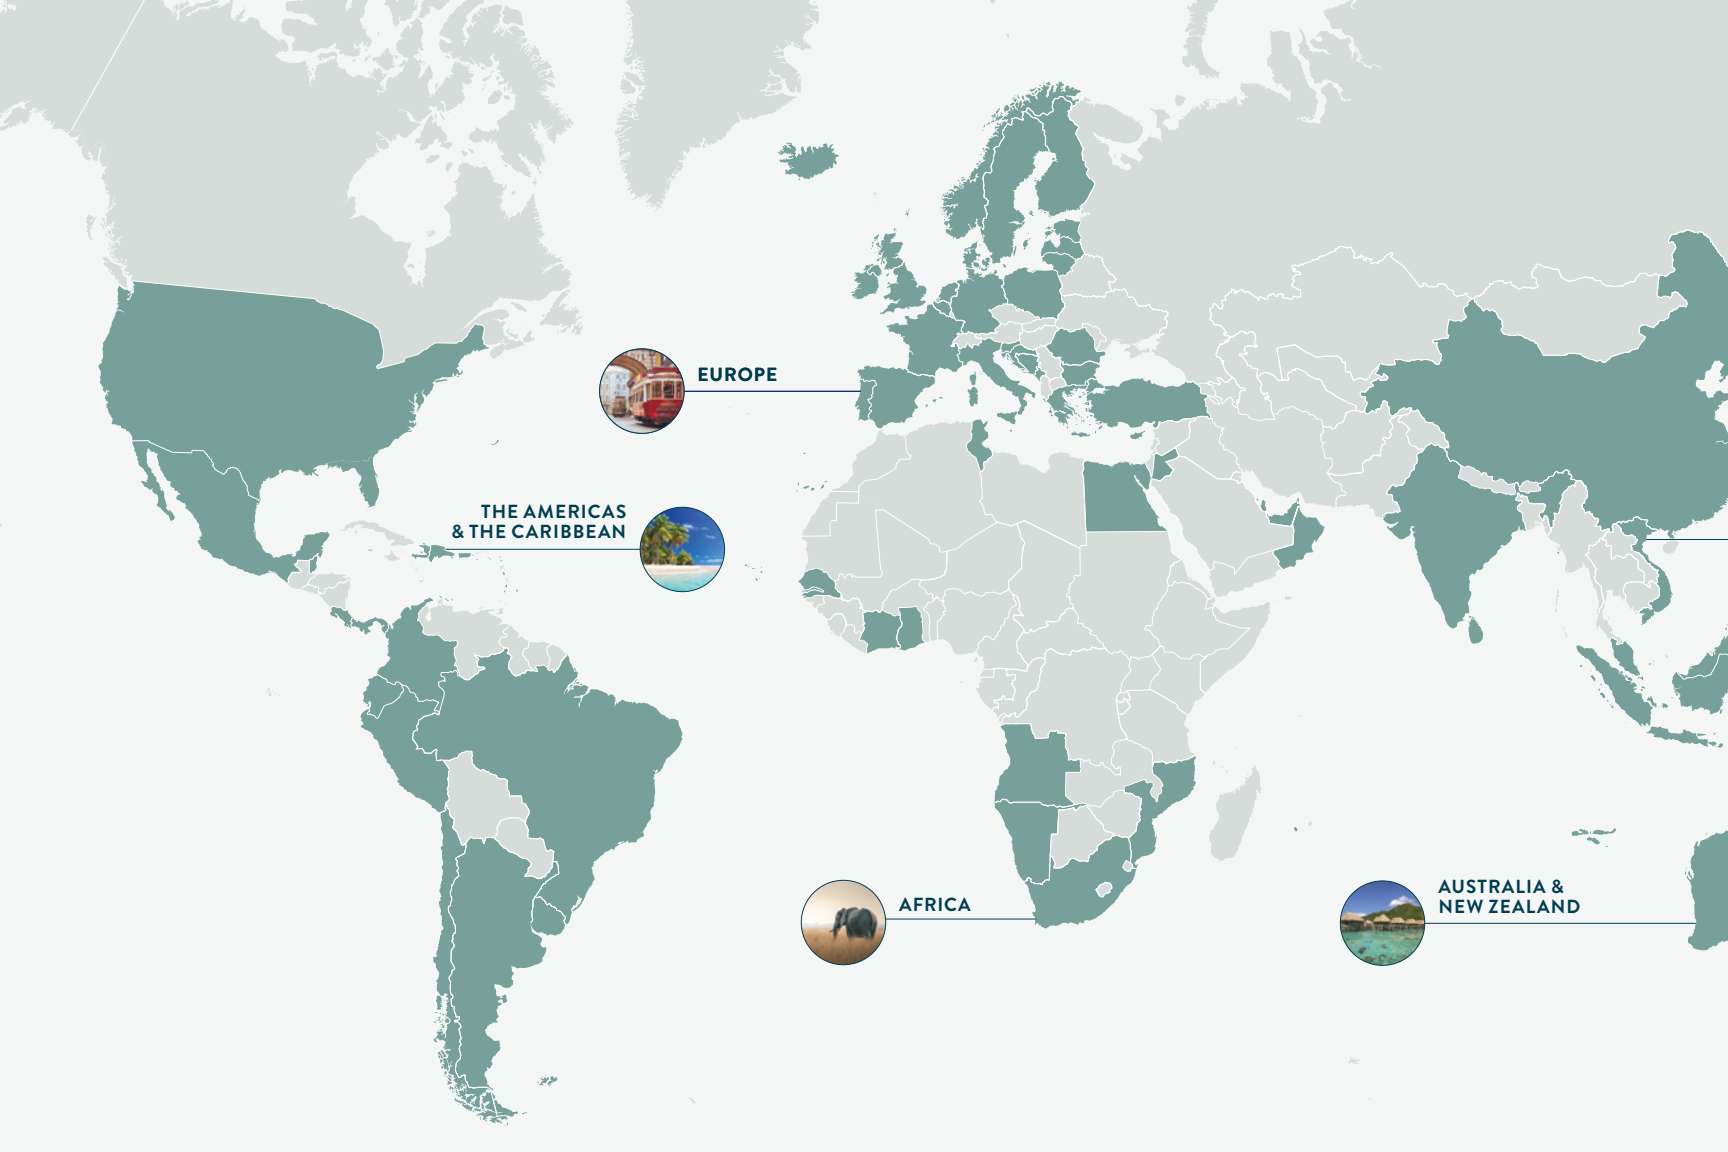 EUROPE
THE AMERICAS
& THE CARIBBEAN
AFRICA
AUSTRALIA &
NEW ZEALAND